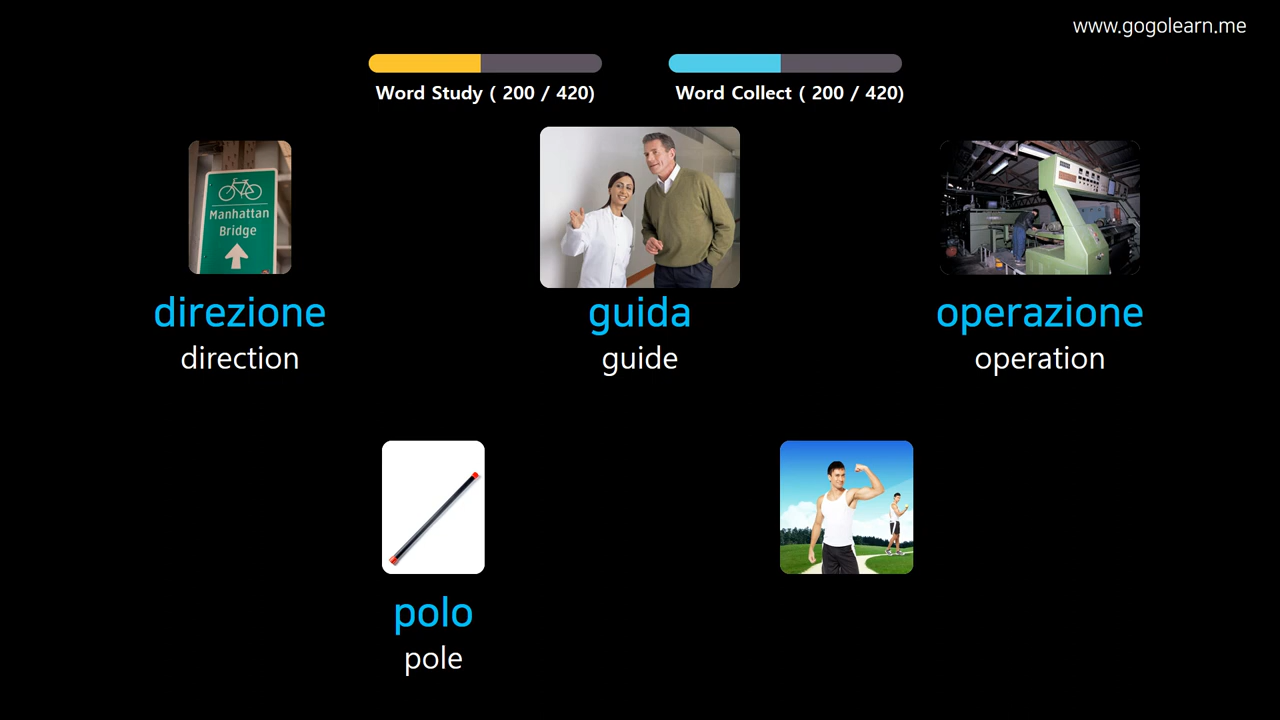 www.gogolearn.me
Word Study ( 200 / 420)
Word Collect ( 200 / 420)
Manhattan
Bridge
direzione
direction
guida
guide
operazione
operation
polo
pole